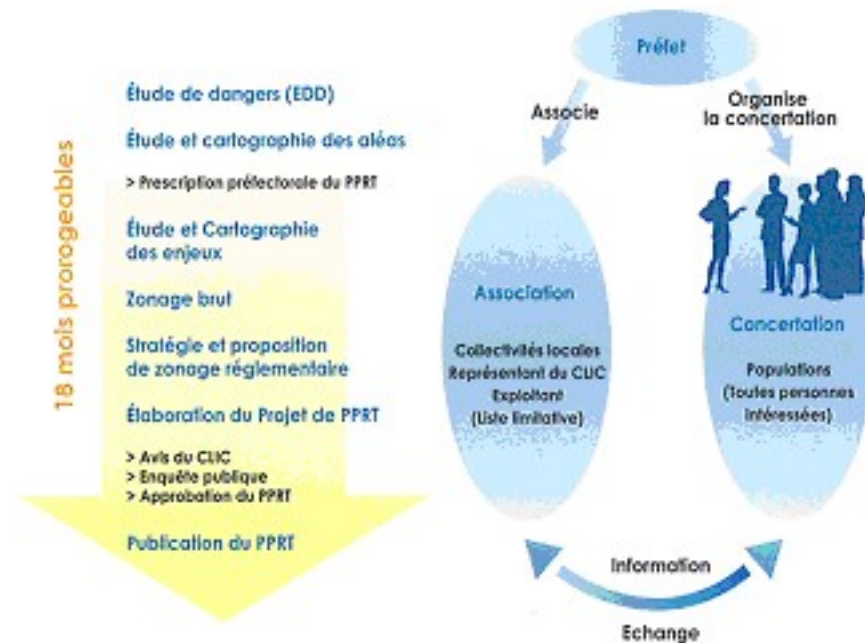 18 mois prorogeables
Étude de dangers (EDD)
Étude et cartographie des aléas
> Prescription préfectorale du PPRT
Étude et Cartographie
des enjeux
Zonage brut
Stratégie et proposition
de zonage réglementaire
Élaboration du Projet de PPRT
> Avis du CLIC
> Enquête publique
> Approbation du PPRT
Publication du PPRT
Préfet
Associe
Organise
la concertation
Association
Collectivités locales
Représentant du CLIC
Exploitant
(Liste limitative)
Concertation
Populations
(Toutes personnes
intéressées)
Information
Echange